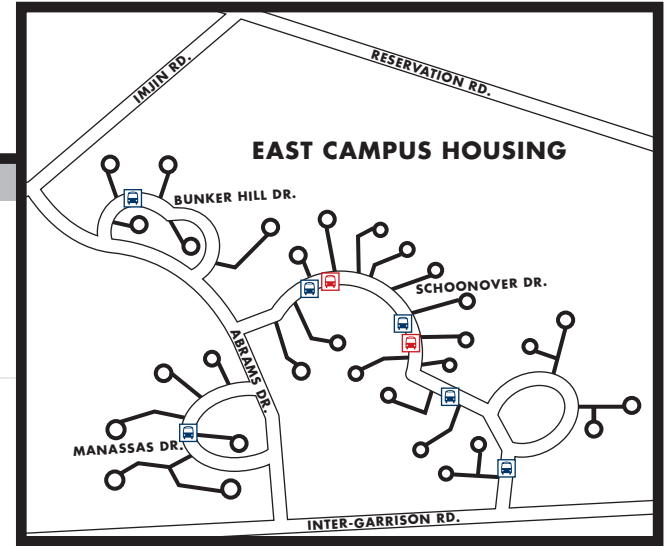 IMJIN RD.
RESERVATION RD.
EAST CAMPUS HOUSING
BUNKER HILL DR.
SCHOONOVER DR.
ABRAMS DR.
MANASSAS DR.
INTER-GARRISON RD.